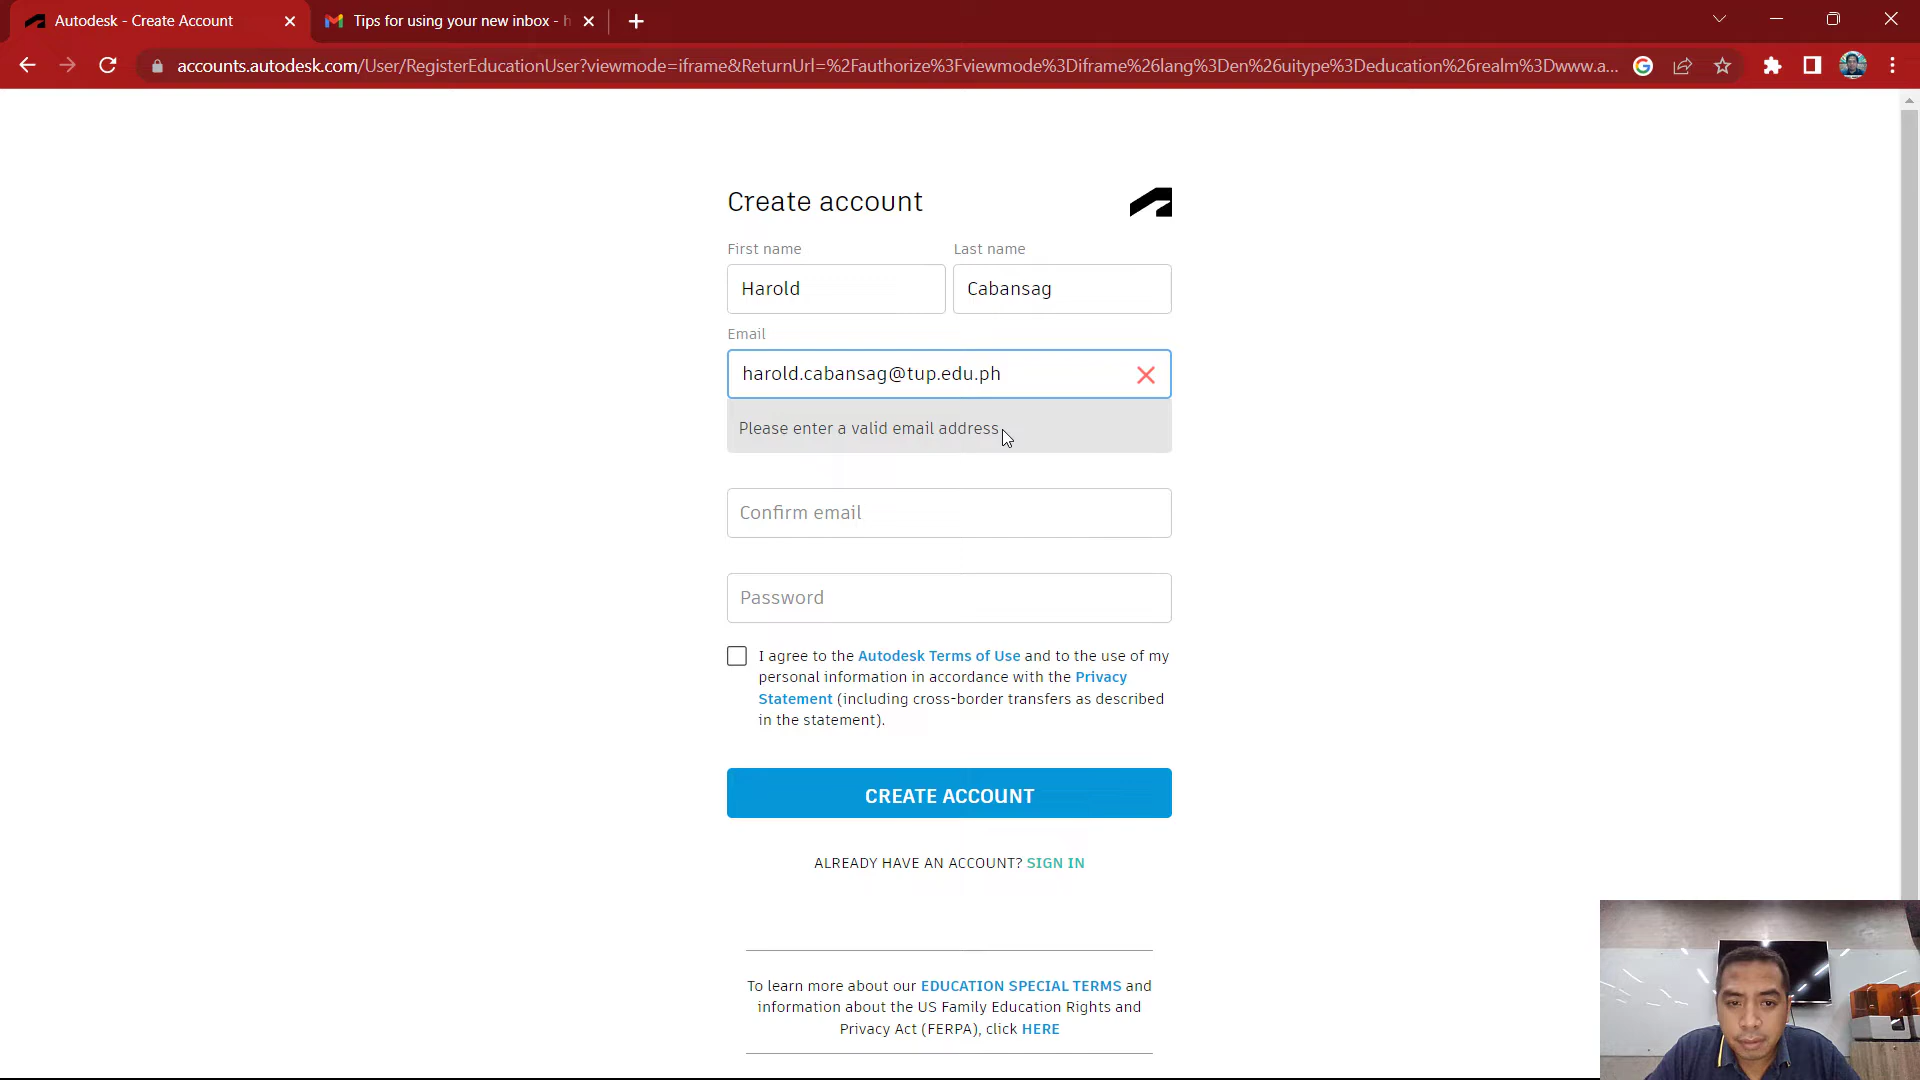 Autodesk - Create Account
Tips for using your new inbox - h
accounts.autodesk.com/User/RegisterEducationUser?viewmode=iframe&ReturnUrl=%2Fauthorize%3Fviewmode%3Diframe%26lang%3Den%26uitype%3Deducation%26realm%3Dwww.a...
Create account
First name
Last name
Harold
Cabansag
Email
harold.cabansag@tup.edu.ph
Please enter a valid email address
Confirm email
Password
I agree to the Autodesk Terms of Use and to the use of my
personal information in accordance with the Privacy
Statement (including cross-border transfers as described
in the statement).
CREATE ACCOUNT
ALREADY HAVE AN ACCOUNT? SIGN IN
To learn more about our EDUCATION SPECIAL TERMS and
information about the US Family Education Rights and
Privacy Act (FERPA), click HERE